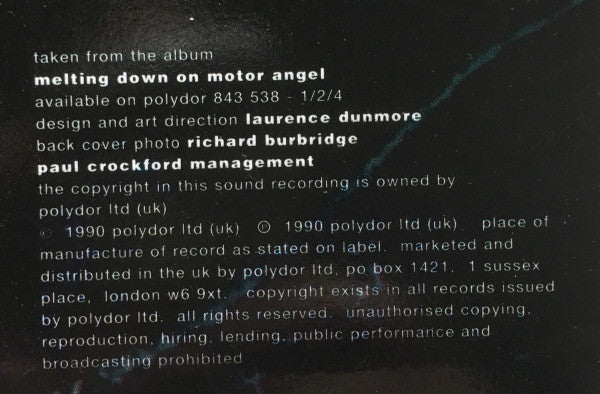 taken from the album
melting down on motor angel
available on polydor 843 538 - 1/2/4
design and art direction laurence dunmore
back cover photo richard burbridge
paul crockford management
the copyright in this sound recording is owned by
polydor ltd (uk)
© 1990 polydor ltd (uk) ℗ 1990 polydor ltd (uk). place of
manufacture of record as stated on label. marketed and
distributed in the uk by polydor ltd. po box 1421, 1 sussex
place, london w6 9xt. copyright exists in all records issued
by polydor ltd. all rights reserved. unauthorised copying,
reproduction, hiring, lending, public performance and
broadcasting prohibited